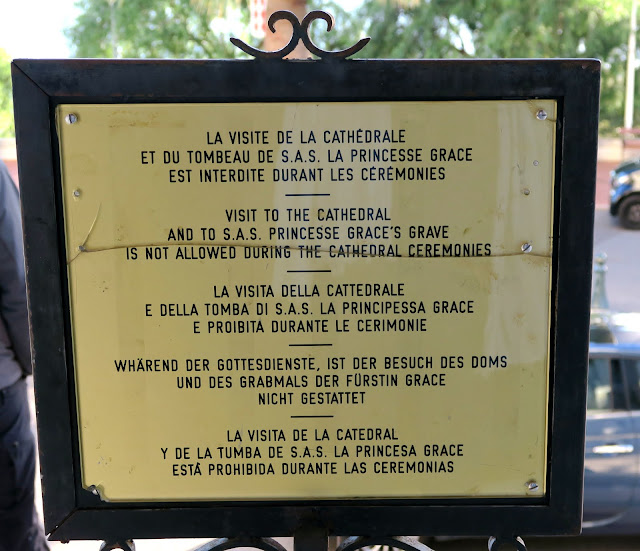 LA VISITE DE LA CATHÉDRALE
ET DU TOMBEAU DE S.A.S. LA PRINCESSE GRACE
EST INTERDITE DURANT LES CÉRÉMONIES
VISIT TO THE CATHEDRAL
AND TO S.A.S. PRINCESSE GRACE'S GRAVE
IS NOT ALLOWED DURING THE CATHEDRAL CEREMONIES
LA VISITA DELLA CATTEDRALE
E DELLA TOMBA DI S.A.S. LA PRINCIPESSA GRACE
E PROIBITA DURANTE LE CERIMONIE
WHÄREND DER GOTTESDIENSTE, IST DER BESUCH DES DOMS
UND DES GRABMALS DER FÜRSTIN GRACE
NICHT GESTATTET
LA VISITA DE LA CATEDRAL
Y DE LA TUMBA DE S.A.S. LA PRINCESA GRACE
ESTÁ PROHIBIDA DURANTE LAS CEREMONIAS